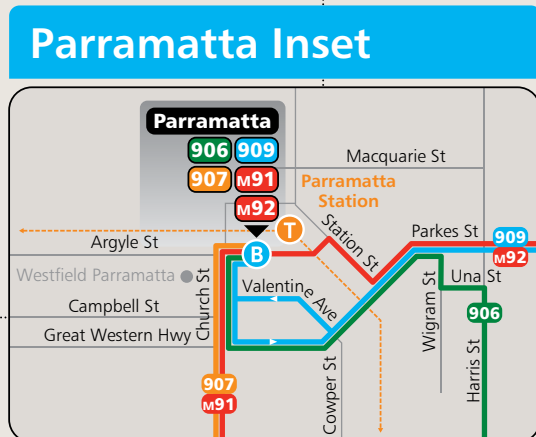 Parramatta Inset
Parramatta
906 909
907 M91
M92
Macquarie St
Parramatta
Station
T
Station St
Parkes St
909
M92
Argyle St
B
Westfield Parramatta
Church St
Valentine Ave
Una St
Campbell St
Wigram St
906
Great Western Hwy
Harris St
Cowper St
907
M91